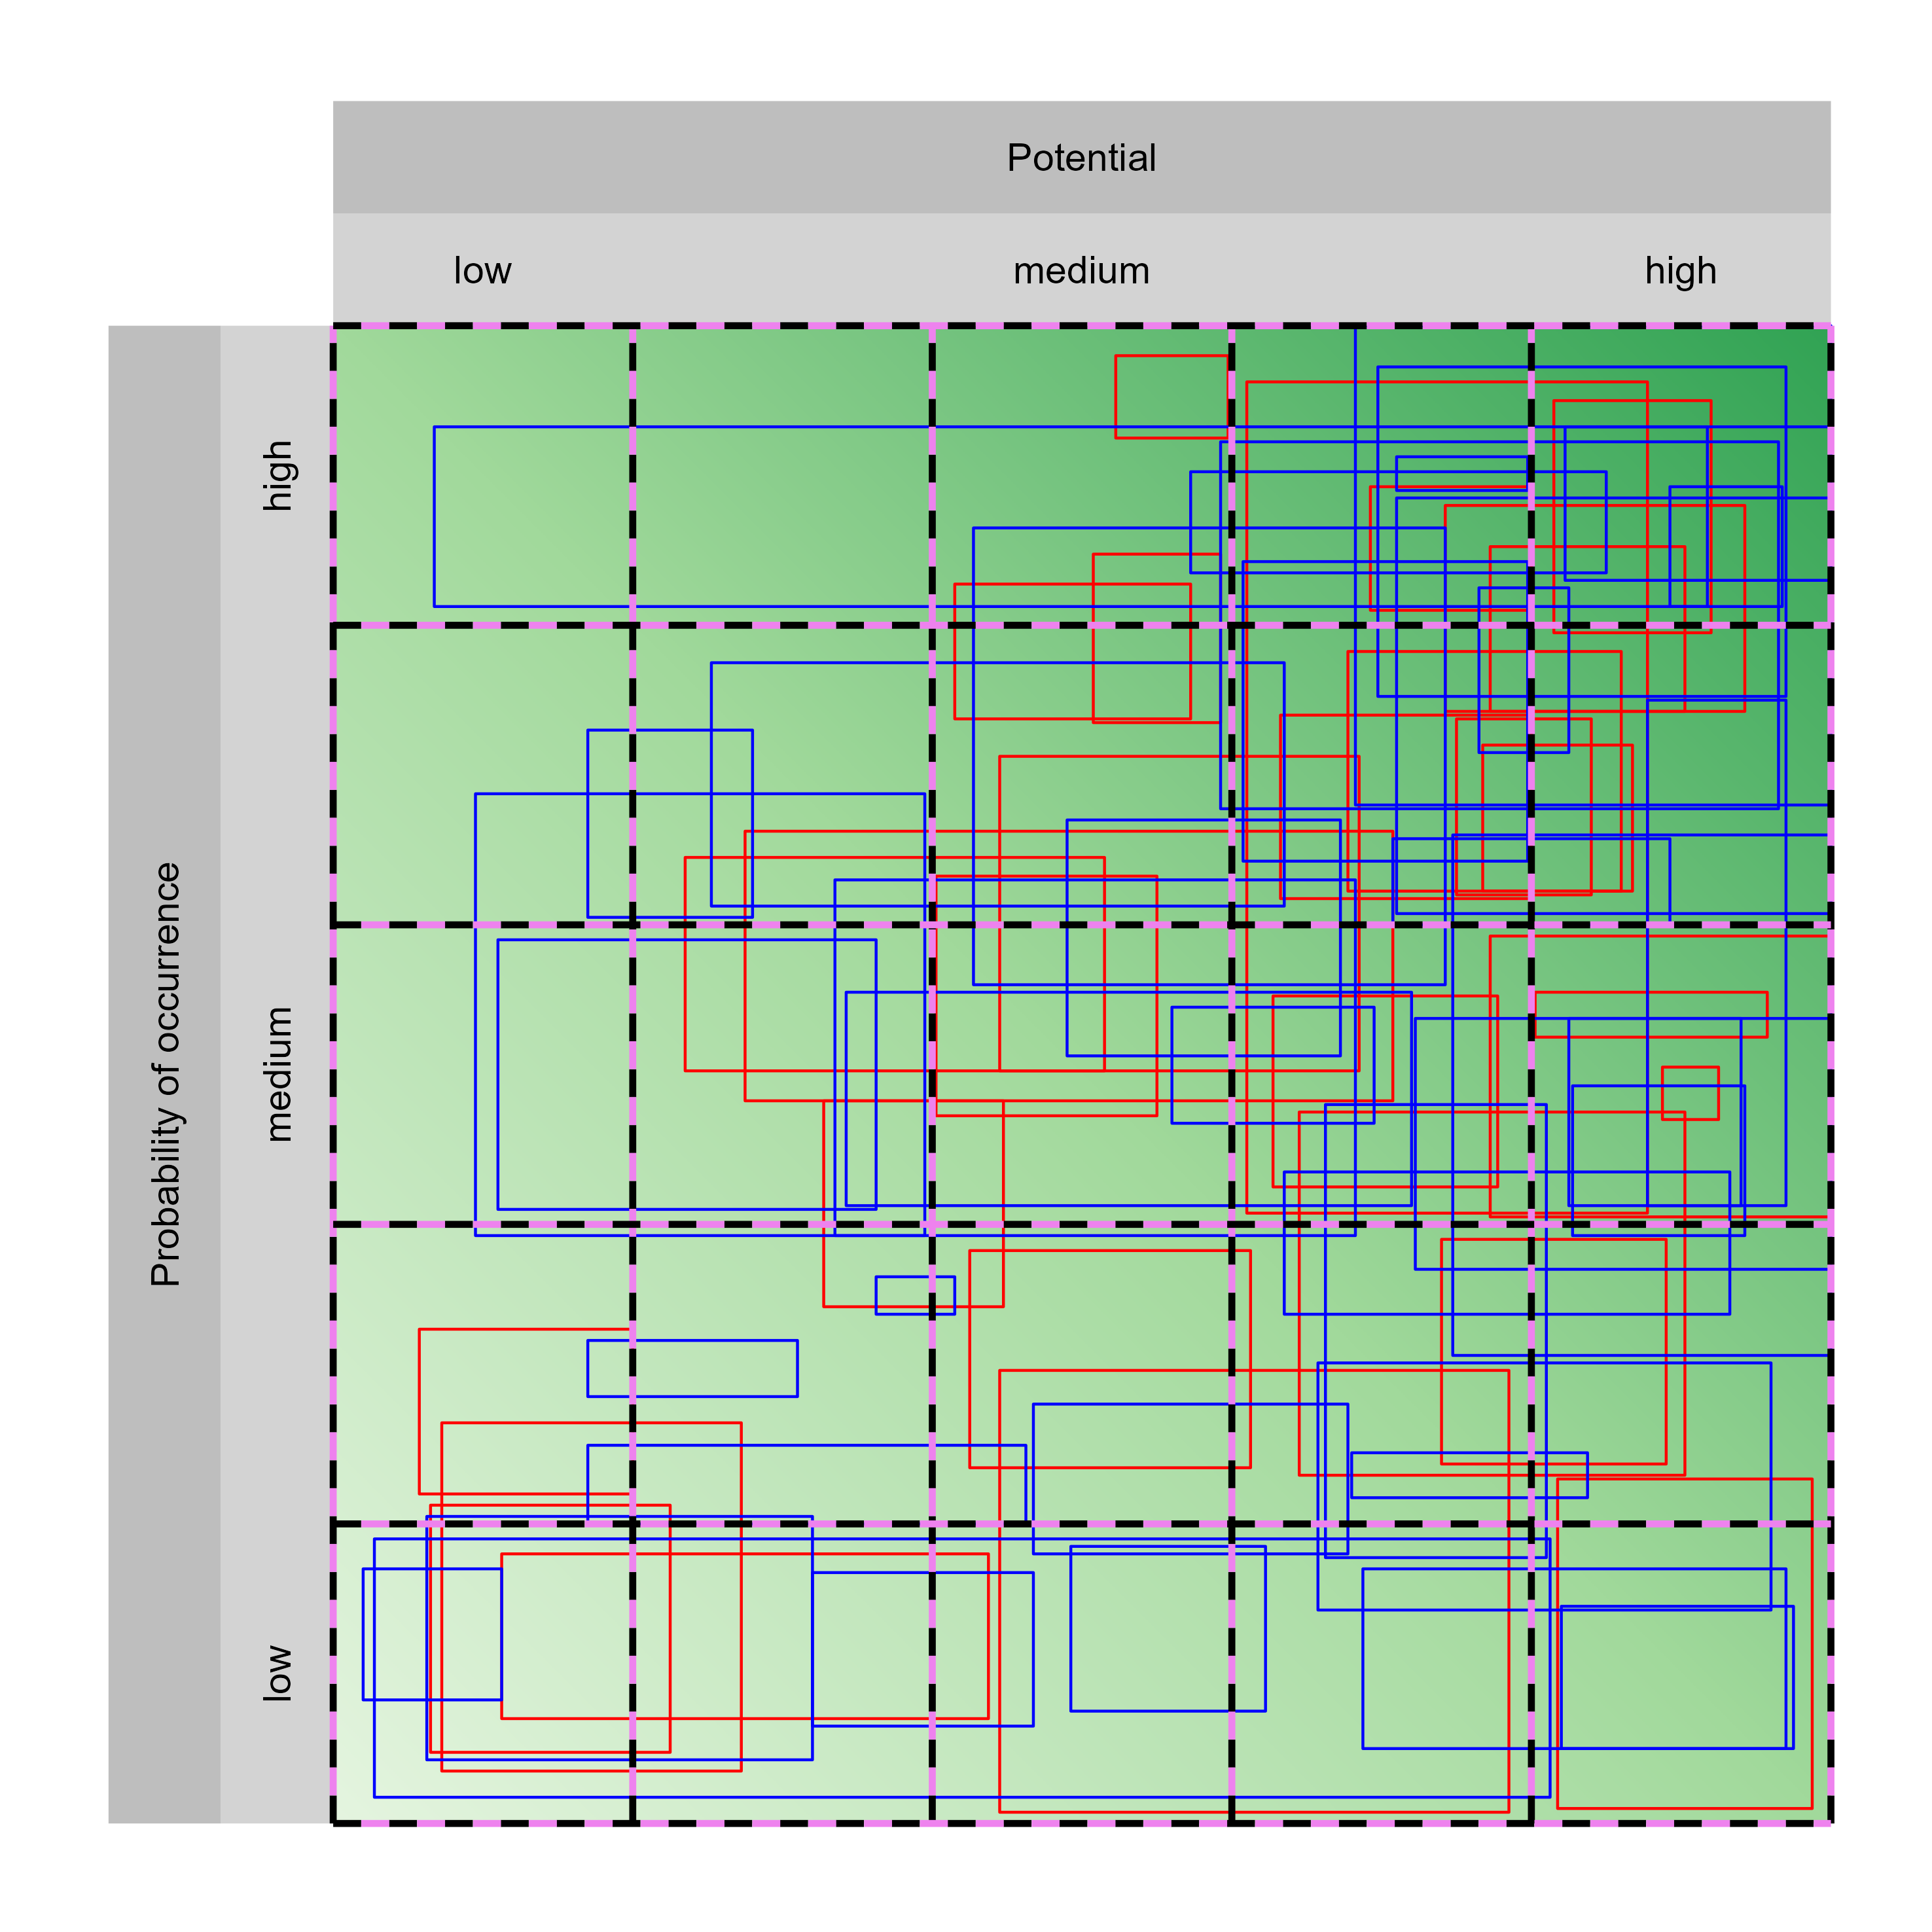 Potential
low medium high
Probability of occurrence
high
medium
low